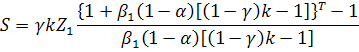 S = γkZ₁ {1 + β₁(1 − α)[(1 − γ)k − 1]}ᵀ − 1 / β₁(1 − α)[(1 − γ)k − 1]